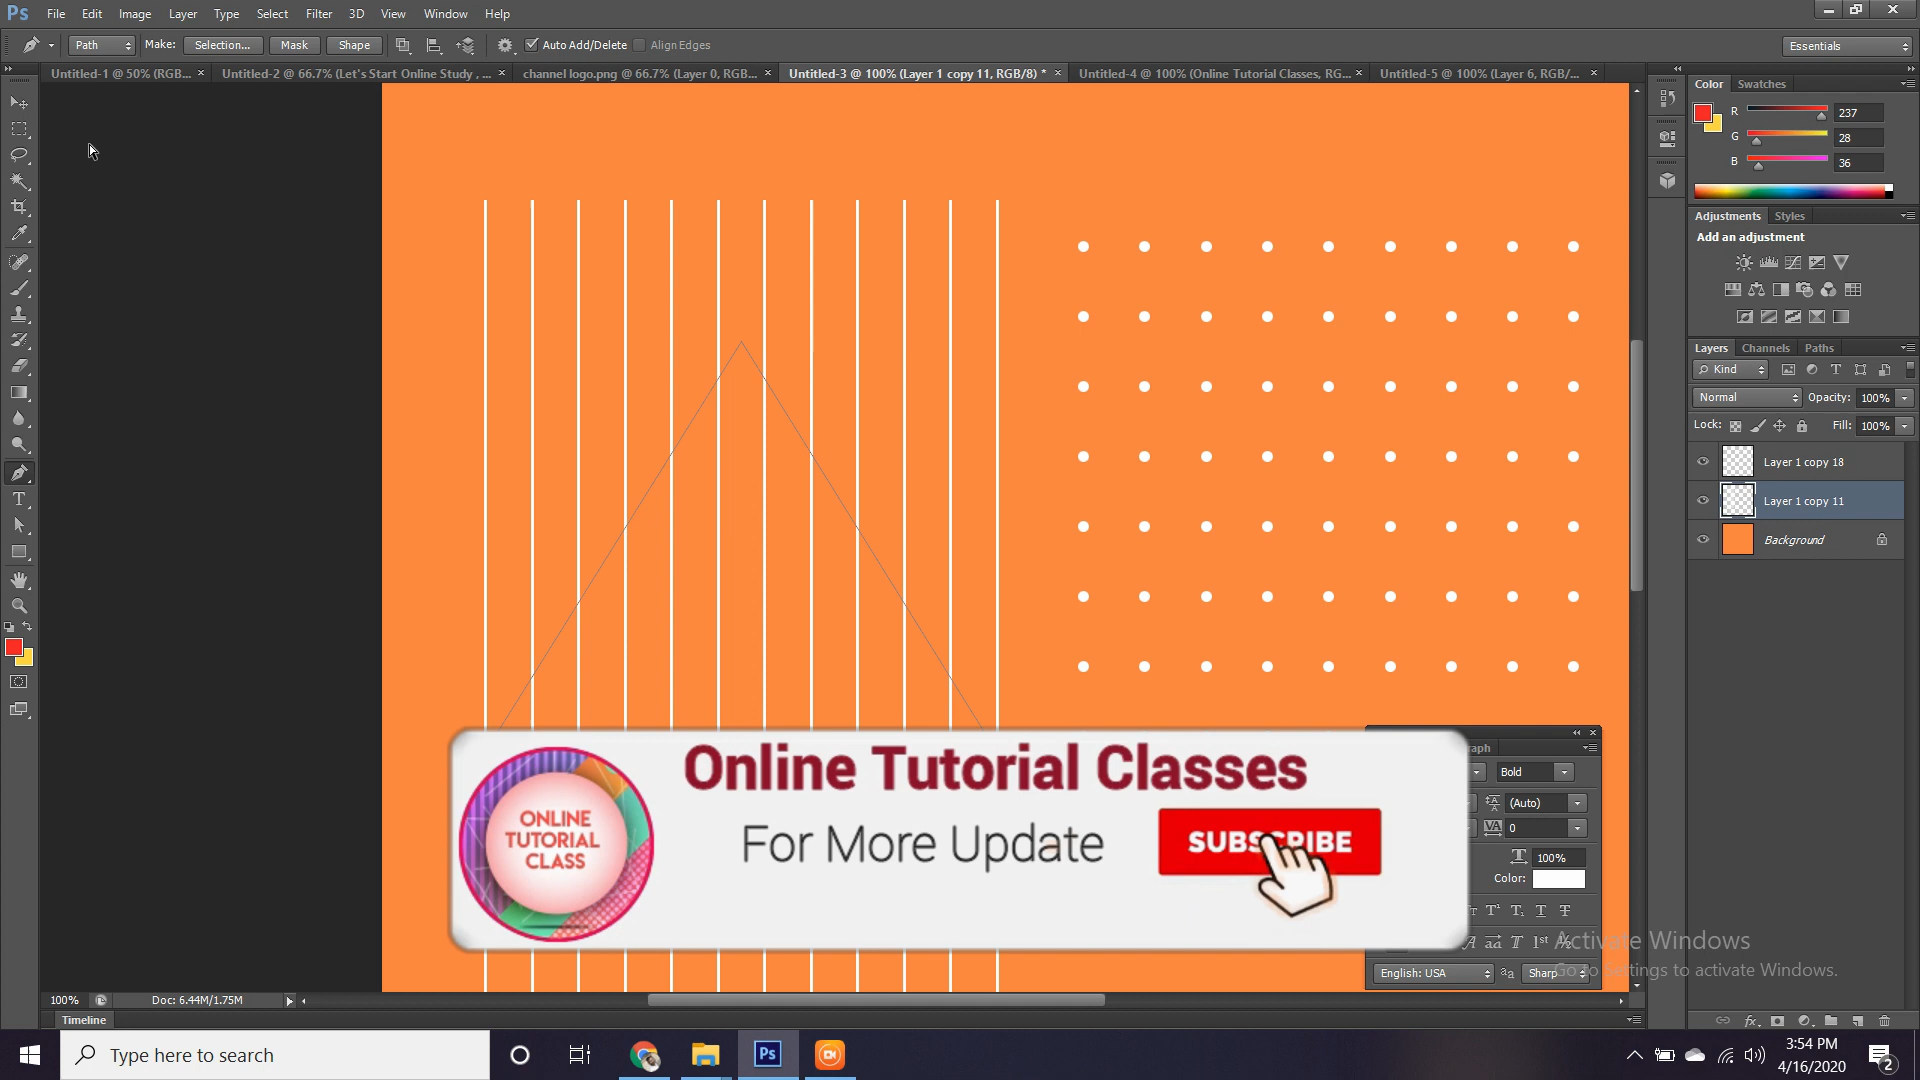 Ps File Edit Image Layer Type Select Filter 3D View Window Help
Path Make: Selection... Mask Shape Auto Add/Delete Align Edges Essentials
Untitled-1 @ 50% (RGB... × Untitled-2 @ 66.7% (Let's Start Online Study , ... × channel logo.png @ 66.7% (Layer 0, RGB... × Untitled-3 @ 100% (Layer 1 copy 11, RGB/8) * × Untitled-4 @ 100% (Online Tutorial Classes, RG... × Untitled-5 @ 100% (Layer 6, RGB/... ×
Color Swatches
R 237
G 28
B 36
Adjustments Styles
Add an adjustment
Layers Channels Paths
Kind
Normal Opacity: 100%
Lock: Fill: 100%
Layer 1 copy 18
Layer 1 copy 11
Background
Bold
(Auto)
0
100%
Color:
English: USA Sharp
Online Tutorial Classes
For More Update
SUBSCRIBE
ONLINE
TUTORIAL
CLASS
Activate Windows
Go to Settings to activate Windows.
100% Doc: 6.44M/1.75M
Timeline
Type here to search
Ps
3:54 PM
4/16/2020
2